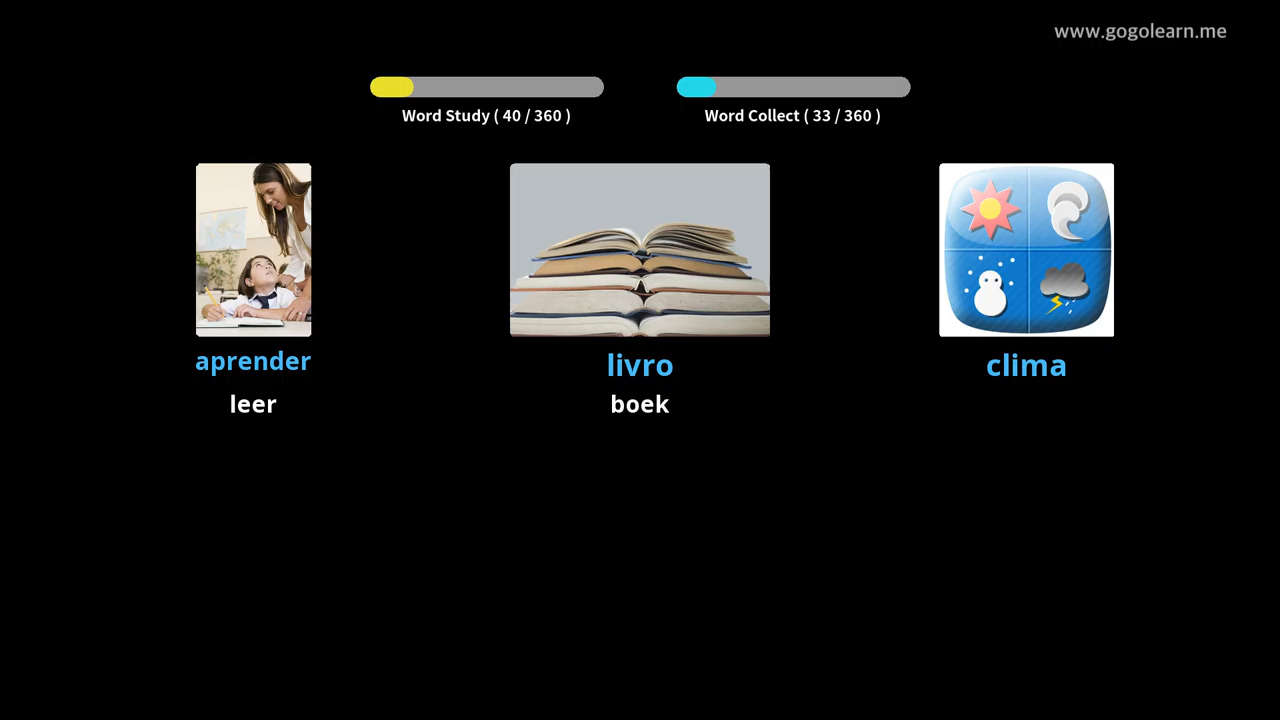 www.gogolearn.me
Word Study ( 40 / 360 )
Word Collect ( 33 / 360 )
aprender
livro
clima
leer
boek